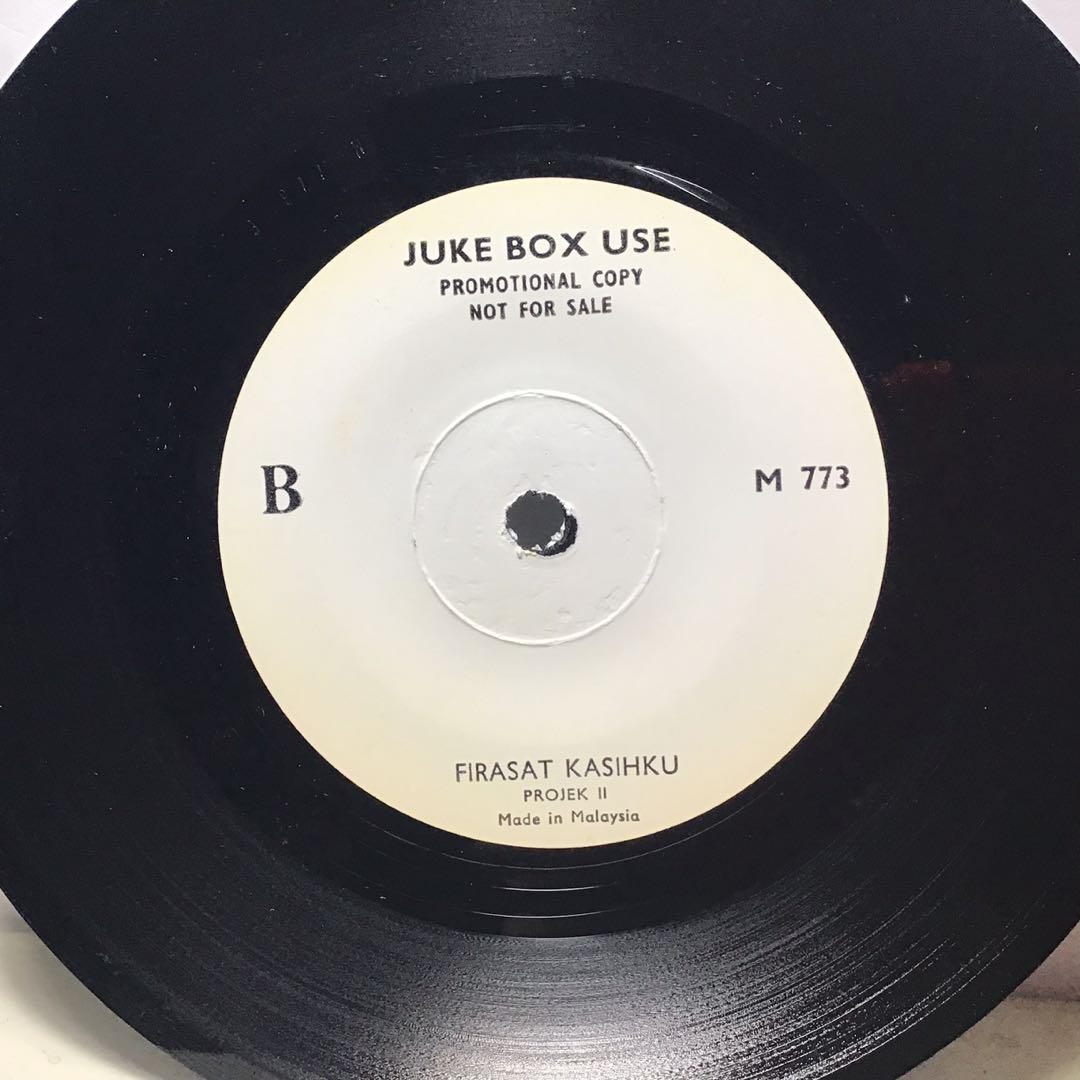 JUKE BOX USE
PROMOTIONAL COPY
NOT FOR SALE
B
M 773
FIRASAT KASIHKU
PROJEK II
Made in Malaysia